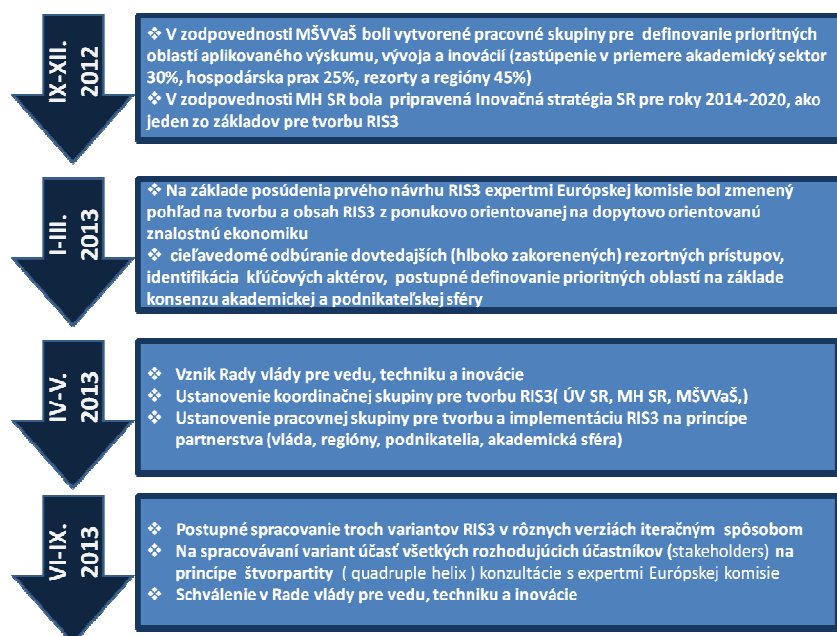 IX-XII.
2012
❖ V zodpovednosti MŠVVaŠ boli vytvorené pracovné skupiny pre definovanie prioritných
oblastí aplikovaného výskumu, vývoja a inovácií (zastúpenie v priemere akademický sektor
30%, hospodárska prax 25%, rezorty a regióny 45%)
❖ V zodpovednosti MH SR bola pripravená Inovačná stratégia SR pre roky 2014-2020, ako
jeden zo základov pre tvorbu RIS3
I-III.
2013
❖ Na základe posúdenia prvého návrhu RIS3 expertmi Európskej komisie bol zmenený
pohľad na tvorbu a obsah RIS3 z ponukovo orientovanej na dopytovo orientovanú
znalostnú ekonomiku
❖ cieľavedomé odbúranie dovtedajších (hlboko zakorenených) rezortných prístupov,
identifikácia kľúčových aktérov, postupné definovanie prioritných oblastí na základe
konsenzu akademickej a podnikateľskej sféry
IV-V.
2013
❖ Vznik Rady vlády pre vedu, techniku a inovácie
❖ Ustanovenie koordinačnej skupiny pre tvorbu RIS3( ÚV SR, MH SR, MŠVVaŠ,)
❖ Ustanovenie pracovnej skupiny pre tvorbu a implementáciu RIS3 na princípe
partnerstva (vláda, regióny, podnikatelia, akademická sféra)
VI-IX.
2013
❖ Postupné spracovanie troch variantov RIS3 v rôznych verziách iteračným spôsobom
❖ Na spracovávaní variant účasť všetkých rozhodujúcich účastníkov (stakeholders) na
princípe štvorpartity ( quadruple helix ) konzultácie s expertmi Európskej komisie
❖ Schválenie v Rade vlády pre vedu, techniku a inovácie